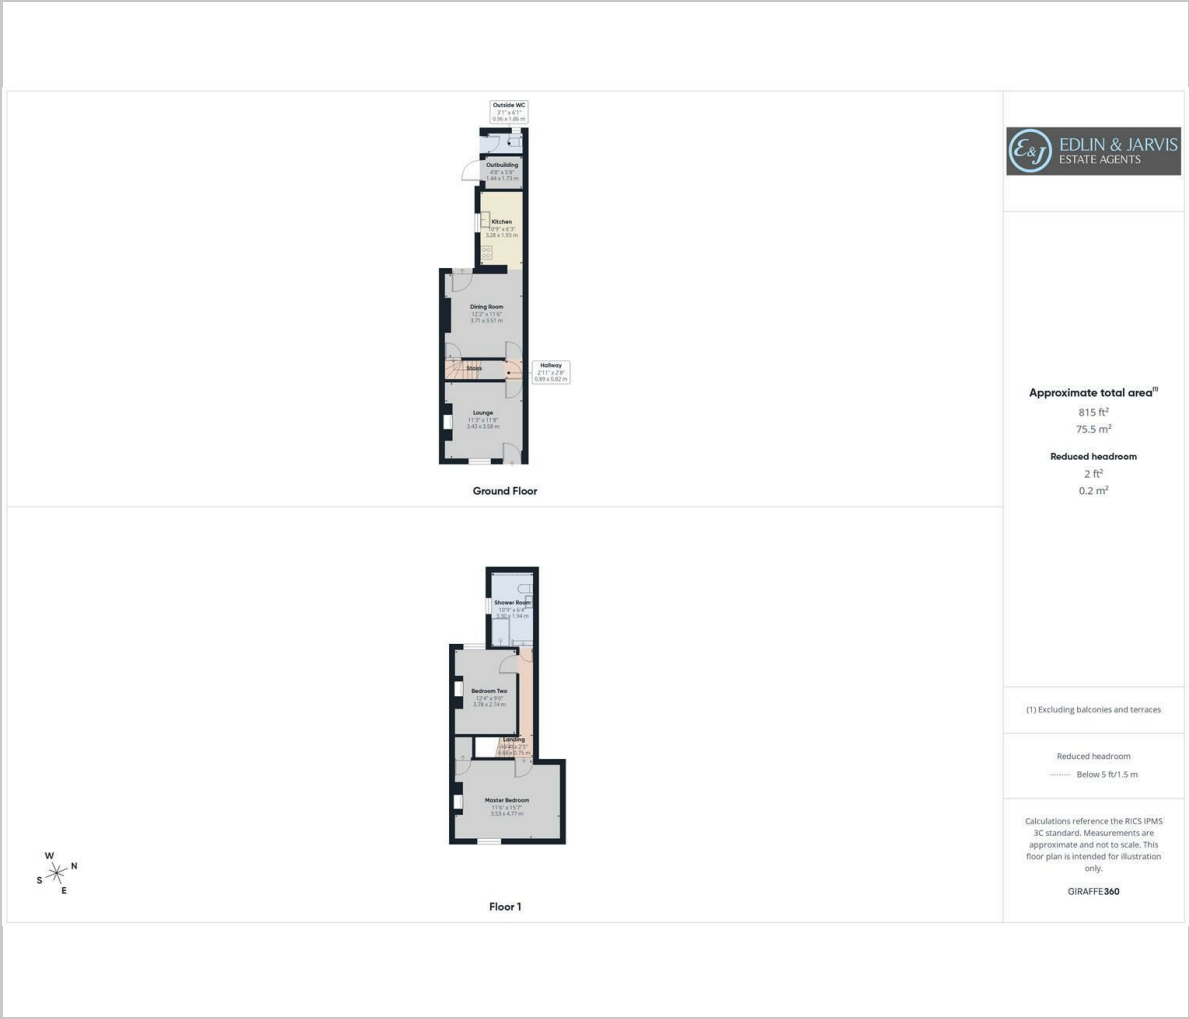 Outside WC
3'1" x 6'1"
0.96 x 1.86 m
Outbuilding
4'8" x 5'8"
1.44 x 1.73 m
Kitchen
10'9" x 6'3"
3.28 x 1.93 m
Dining Room
12'2" x 11'6"
3.71 x 3.51 m
Stairs
Hallway
2'11" x 2'8"
0.89 x 0.82 m
Lounge
11'3" x 11'8"
3.43 x 3.58 m
Ground Floor
Shower Room
10'9" x 6'4"
3.30 x 1.94 m
Bedroom Two
12'4" x 9'0"
3.78 x 2.74 m
Landing
x 2'5"
x 0.75 m
Master Bedroom
11'6" x 15'7"
3.53 x 4.77 m
W
N
S
E
Floor 1
E&J
EDLIN & JARVIS
ESTATE AGENTS
Approximate total area(1)
815 ft²
75.5 m²
Reduced headroom
2 ft²
0.2 m²
(1) Excluding balconies and terraces
Reduced headroom
Below 5 ft/1.5 m
Calculations reference the RICS IPMS
3C standard. Measurements are
approximate and not to scale. This
floor plan is intended for illustration
only.
GIRAFFE360